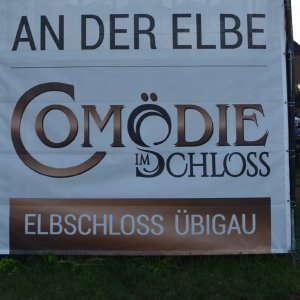 AN DER ELBE
COMÖDIE
IM SCHLOSS
ELBSCHLOSS ÜBIGAU